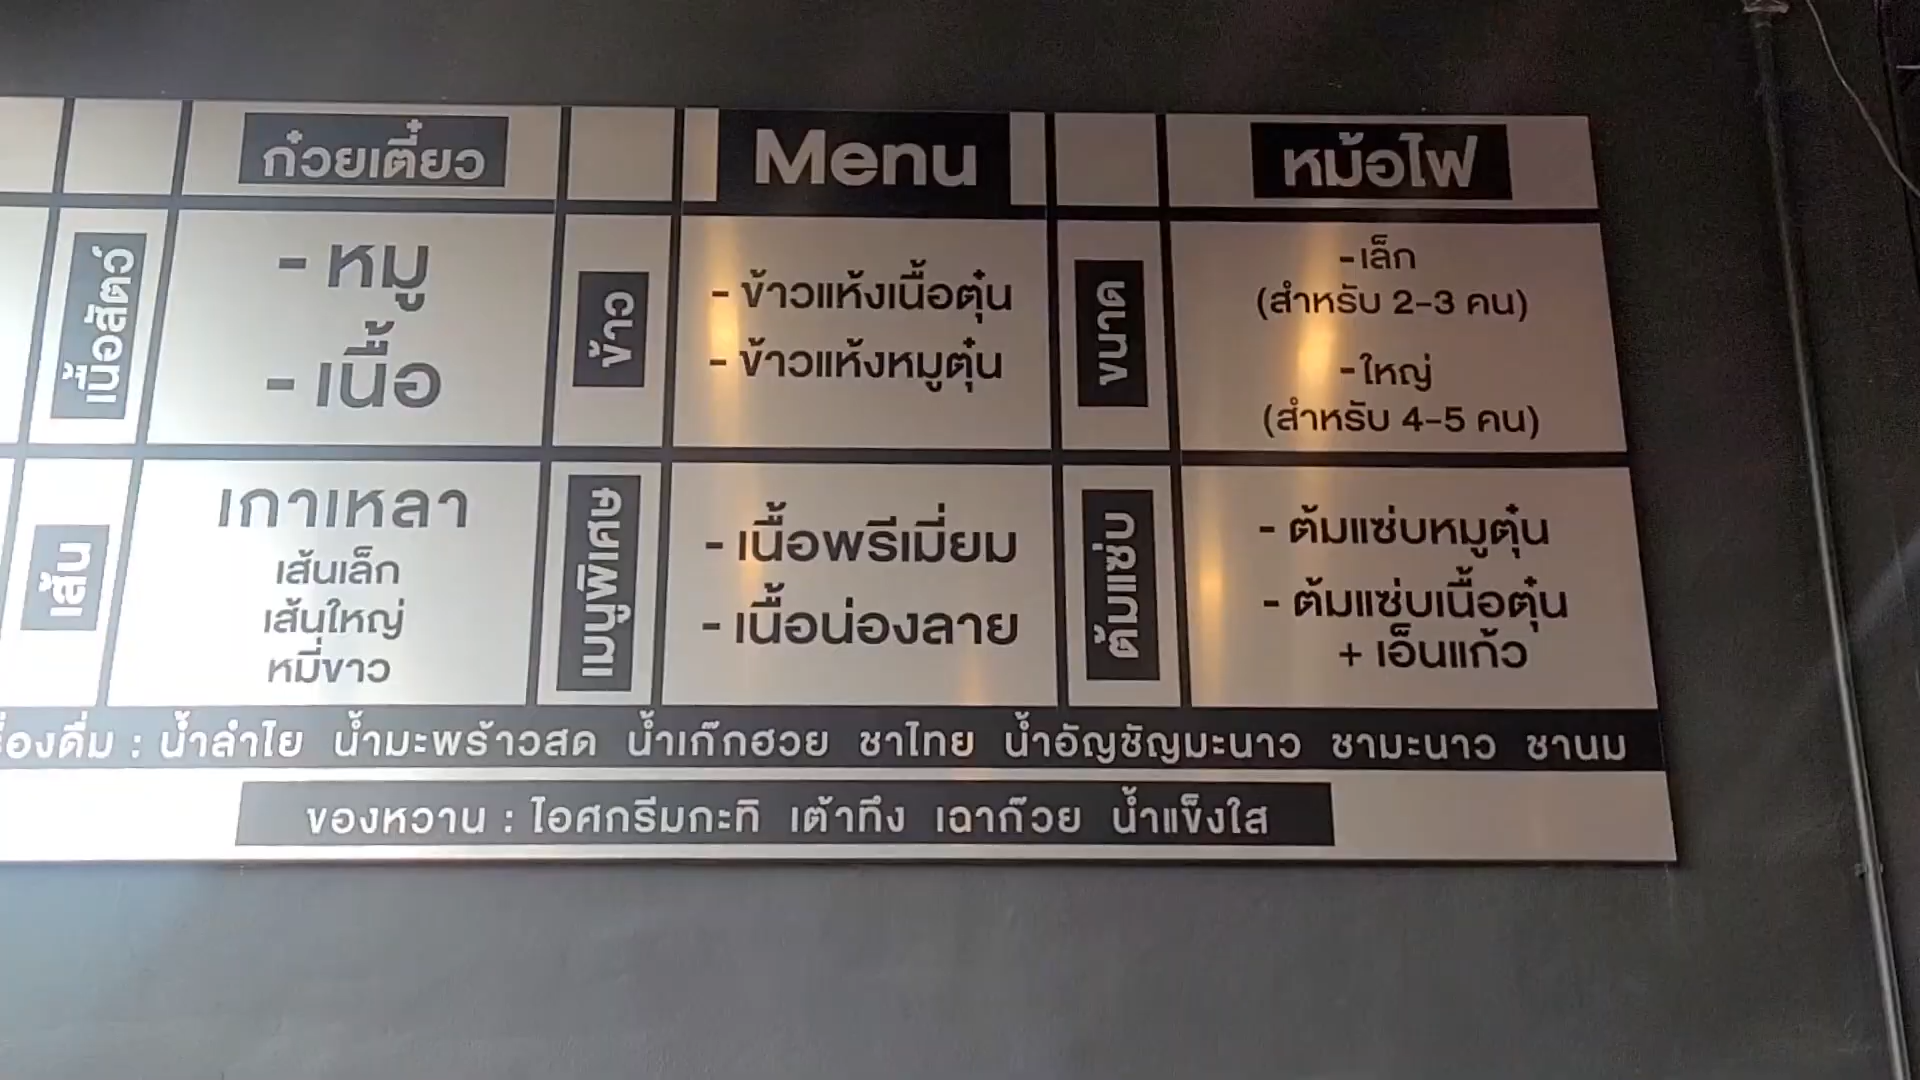 ก๋วยเตี๋ยว
Menu
หม้อไฟ
เนื้อสัตว์
- หมู
- เนื้อ
ข้าว
- ข้าวแห้งเนื้อตุ๋น
- ข้าวแห้งหมูตุ๋น
ขนาด
-เล็ก
(สำหรับ 2-3 คน)
-ใหญ่
(สำหรับ 4-5 คน)
เส้น
เกาเหลา
เส้นเล็ก
เส้นใหญ่
หมี่ขาว
เมนูพิเศษ
- เนื้อพรีเมี่ยม
- เนื้อน่องลาย
ต้มแซ่บ
- ต้มแซ่บหมูตุ๋น
- ต้มแซ่บเนื้อตุ๋น
+ เอ็นแก้ว
องดื่ม : น้ำลำไย น้ำมะพร้าวสด น้ำเก๊กฮวย ชาไทย น้ำอัญชัญมะนาว ชามะนาว ชานม
ของหวาน : ไอศกรีมกะทิ เต้าทึง เฉาก๊วย น้ำแข็งใส